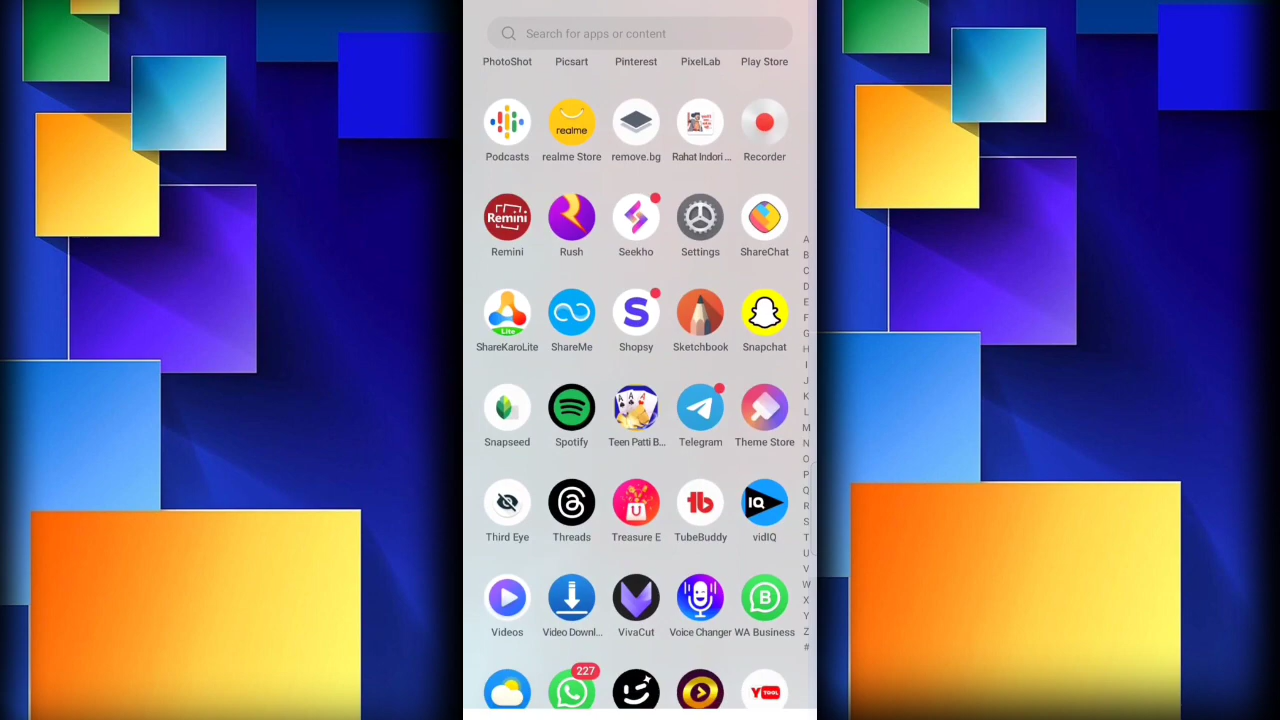 Search for apps or content
PhotoShot Picsart Pinterest PixelLab Play Store
realme
Podcasts realme Store remove.bg Rahat Indori ... Recorder
Remini
Remini Rush Seekho Settings ShareChat
Lite
S
ShareKaroLite ShareMe Shopsy Sketchbook Snapchat
A A A
Snapseed Spotify Teen Patti B... Telegram Theme Store
tb IQ
Third Eye Threads Treasure E TubeBuddy vidIQ
B
Videos Video Downl... VivaCut Voice Changer WA Business
227
Y TOOL
A
B
C
D
E
F
G
H
I
J
K
L
M
N
O
P
Q
R
S
T
U
V
W
X
Y
Z
#